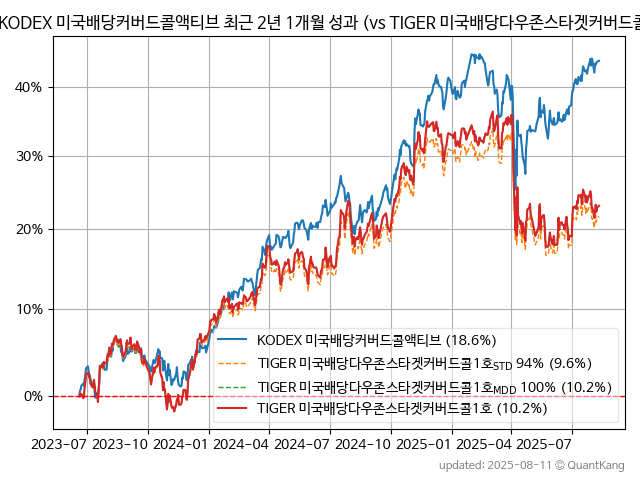 KODEX 미국배당커버드콜액티브 최근 2년 1개월 성과 (vs TIGER 미국배당다우존스타겟커버드콜
40%
30%
20%
10%
0%
KODEX 미국배당커버드콜액티브 (18.6%)
TIGER 미국배당다우존스타겟커버드콜1호STD 94% (9.6%)
TIGER 미국배당다우존스타겟커버드콜1호MDD 100% (10.2%)
TIGER 미국배당다우존스타겟커버드콜1호 (10.2%)
2023-07 2023-10 2024-01 2024-04 2024-07 2024-10 2025-01 2025-04 2025-07
updated: 2025-08-11 © QuantKang